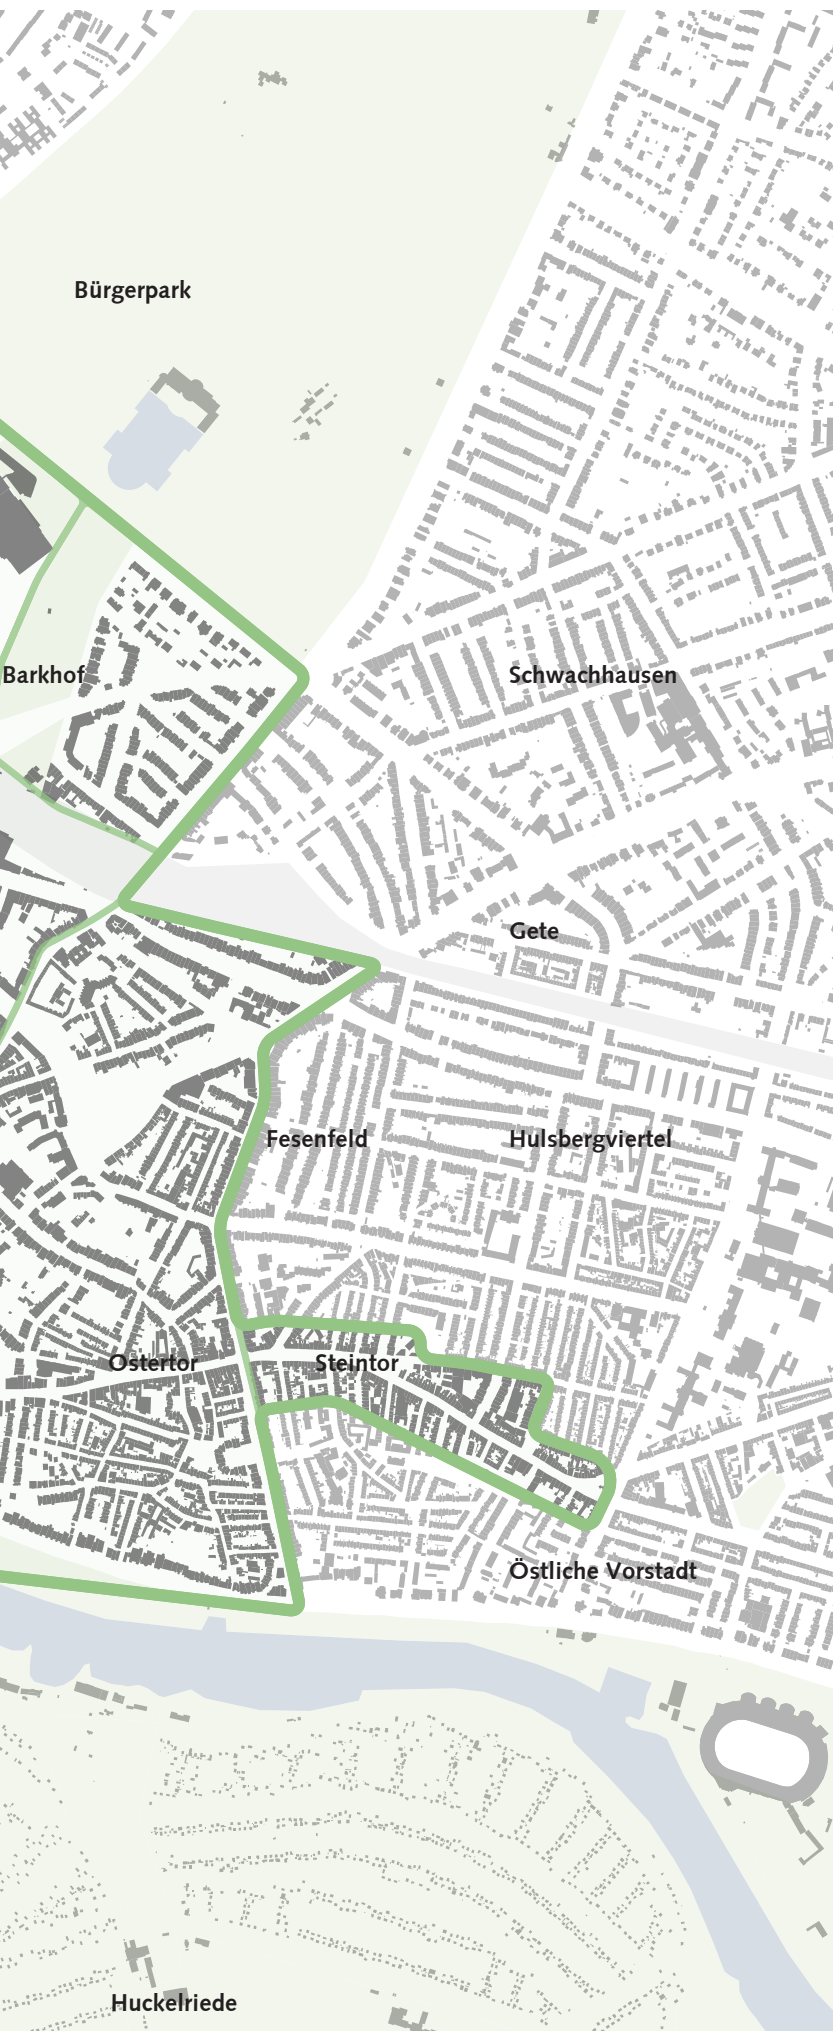 Bürgerpark
Barkhof
Schwachhausen
Gete
Fesenfeld
Hulsbergviertel
Ostertor
Steintor
Östliche Vorstadt
Huckelriede